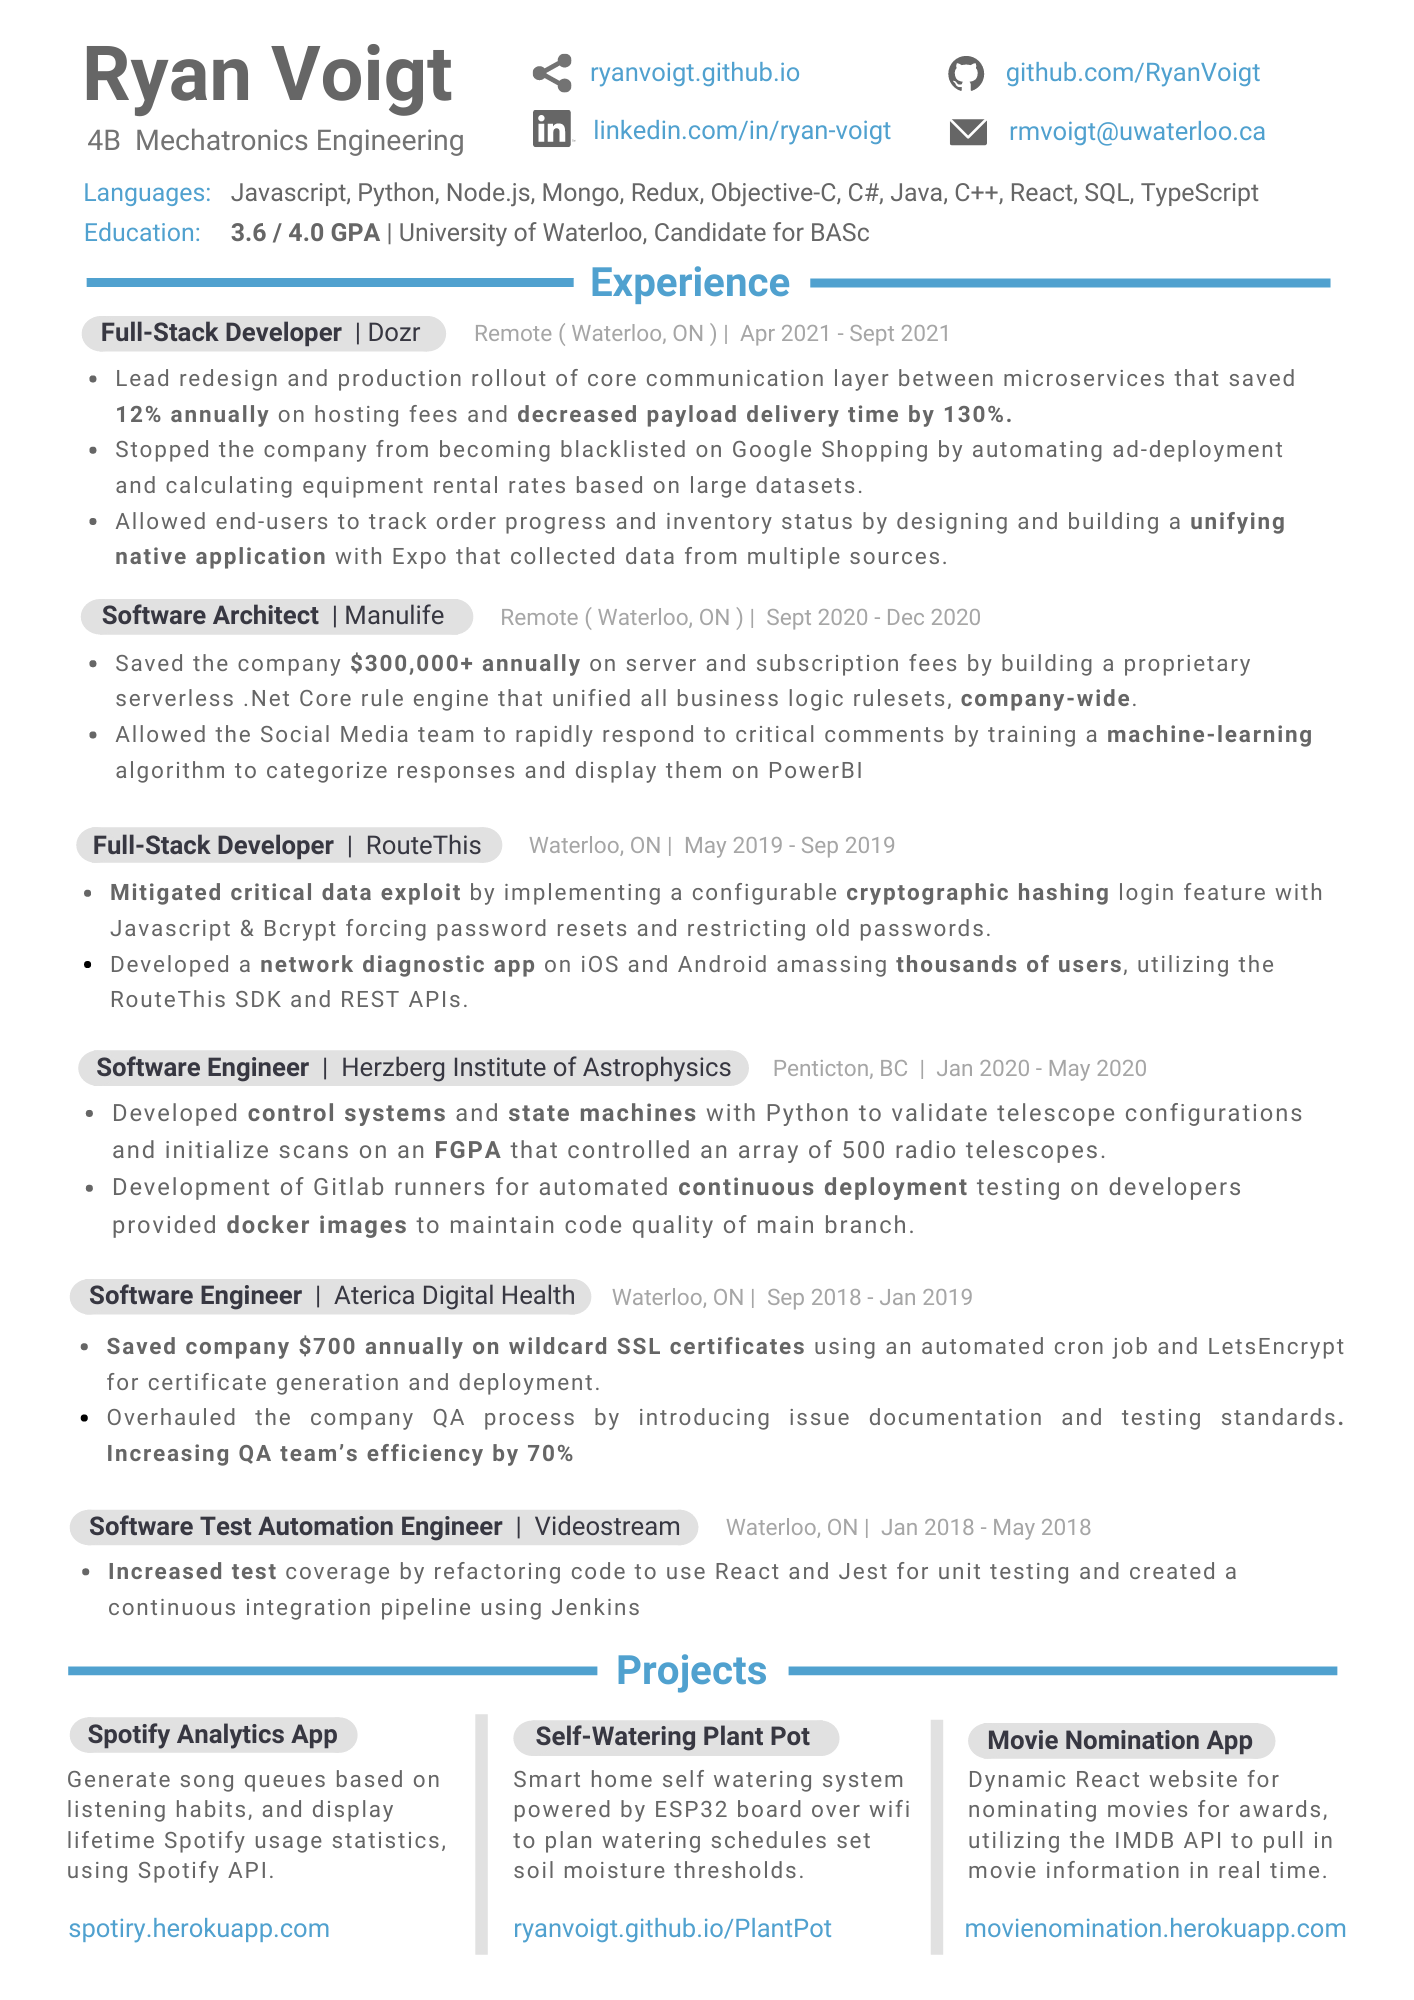 Ryan Voigt
4B Mechatronics Engineering
ryanvoigt.github.io
github.com/RyanVoigt
linkedin.com/in/ryan-voigt
rmvoigt@uwaterloo.ca
Languages: Javascript, Python, Node.js, Mongo, Redux, Objective-C, C#, Java, C++, React, SQL, TypeScript
Education: 3.6 / 4.0 GPA | University of Waterloo, Candidate for BASc
Experience
Full-Stack Developer | Dozr Remote ( Waterloo, ON ) | Apr 2021 - Sept 2021
• Lead redesign and production rollout of core communication layer between microservices that saved
12% annually on hosting fees and decreased payload delivery time by 130%.
• Stopped the company from becoming blacklisted on Google Shopping by automating ad-deployment
and calculating equipment rental rates based on large datasets.
• Allowed end-users to track order progress and inventory status by designing and building a unifying
native application with Expo that collected data from multiple sources.
Software Architect | Manulife Remote ( Waterloo, ON ) | Sept 2020 - Dec 2020
• Saved the company $300,000+ annually on server and subscription fees by building a proprietary
serverless .Net Core rule engine that unified all business logic rulesets, company-wide.
• Allowed the Social Media team to rapidly respond to critical comments by training a machine-learning
algorithm to categorize responses and display them on PowerBI
Full-Stack Developer | RouteThis Waterloo, ON | May 2019 - Sep 2019
• Mitigated critical data exploit by implementing a configurable cryptographic hashing login feature with
Javascript & Bcrypt forcing password resets and restricting old passwords.
• Developed a network diagnostic app on iOS and Android amassing thousands of users, utilizing the
RouteThis SDK and REST APIs.
Software Engineer | Herzberg Institute of Astrophysics Penticton, BC | Jan 2020 - May 2020
• Developed control systems and state machines with Python to validate telescope configurations
and initialize scans on an FGPA that controlled an array of 500 radio telescopes.
• Development of Gitlab runners for automated continuous deployment testing on developers
provided docker images to maintain code quality of main branch.
Software Engineer | Aterica Digital Health Waterloo, ON | Sep 2018 - Jan 2019
• Saved company $700 annually on wildcard SSL certificates using an automated cron job and LetsEncrypt
for certificate generation and deployment.
• Overhauled the company QA process by introducing issue documentation and testing standards.
Increasing QA team’s efficiency by 70%
Software Test Automation Engineer | Videostream Waterloo, ON | Jan 2018 - May 2018
• Increased test coverage by refactoring code to use React and Jest for unit testing and created a
continuous integration pipeline using Jenkins
Projects
Spotify Analytics App
Generate song queues based on
listening habits, and display
lifetime Spotify usage statistics,
using Spotify API.
spotiry.herokuapp.com
Self-Watering Plant Pot
Smart home self watering system
powered by ESP32 board over wifi
to plan watering schedules set
soil moisture thresholds.
ryanvoigt.github.io/PlantPot
Movie Nomination App
Dynamic React website for
nominating movies for awards,
utilizing the IMDB API to pull in
movie information in real time.
movienomination.herokuapp.com